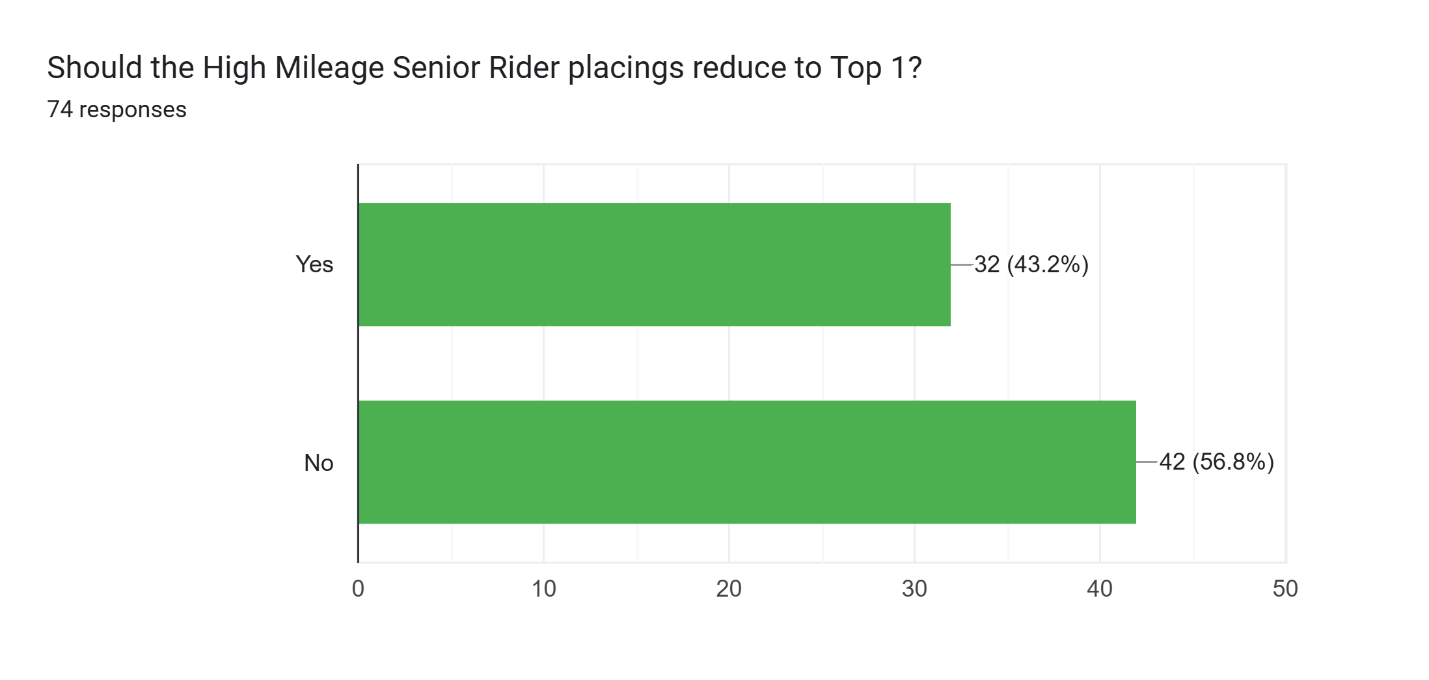 Should the High Mileage Senior Rider placings reduce to Top 1?
74 responses
Yes
32 (43.2%)
No
42 (56.8%)
0 10 20 30 40 50